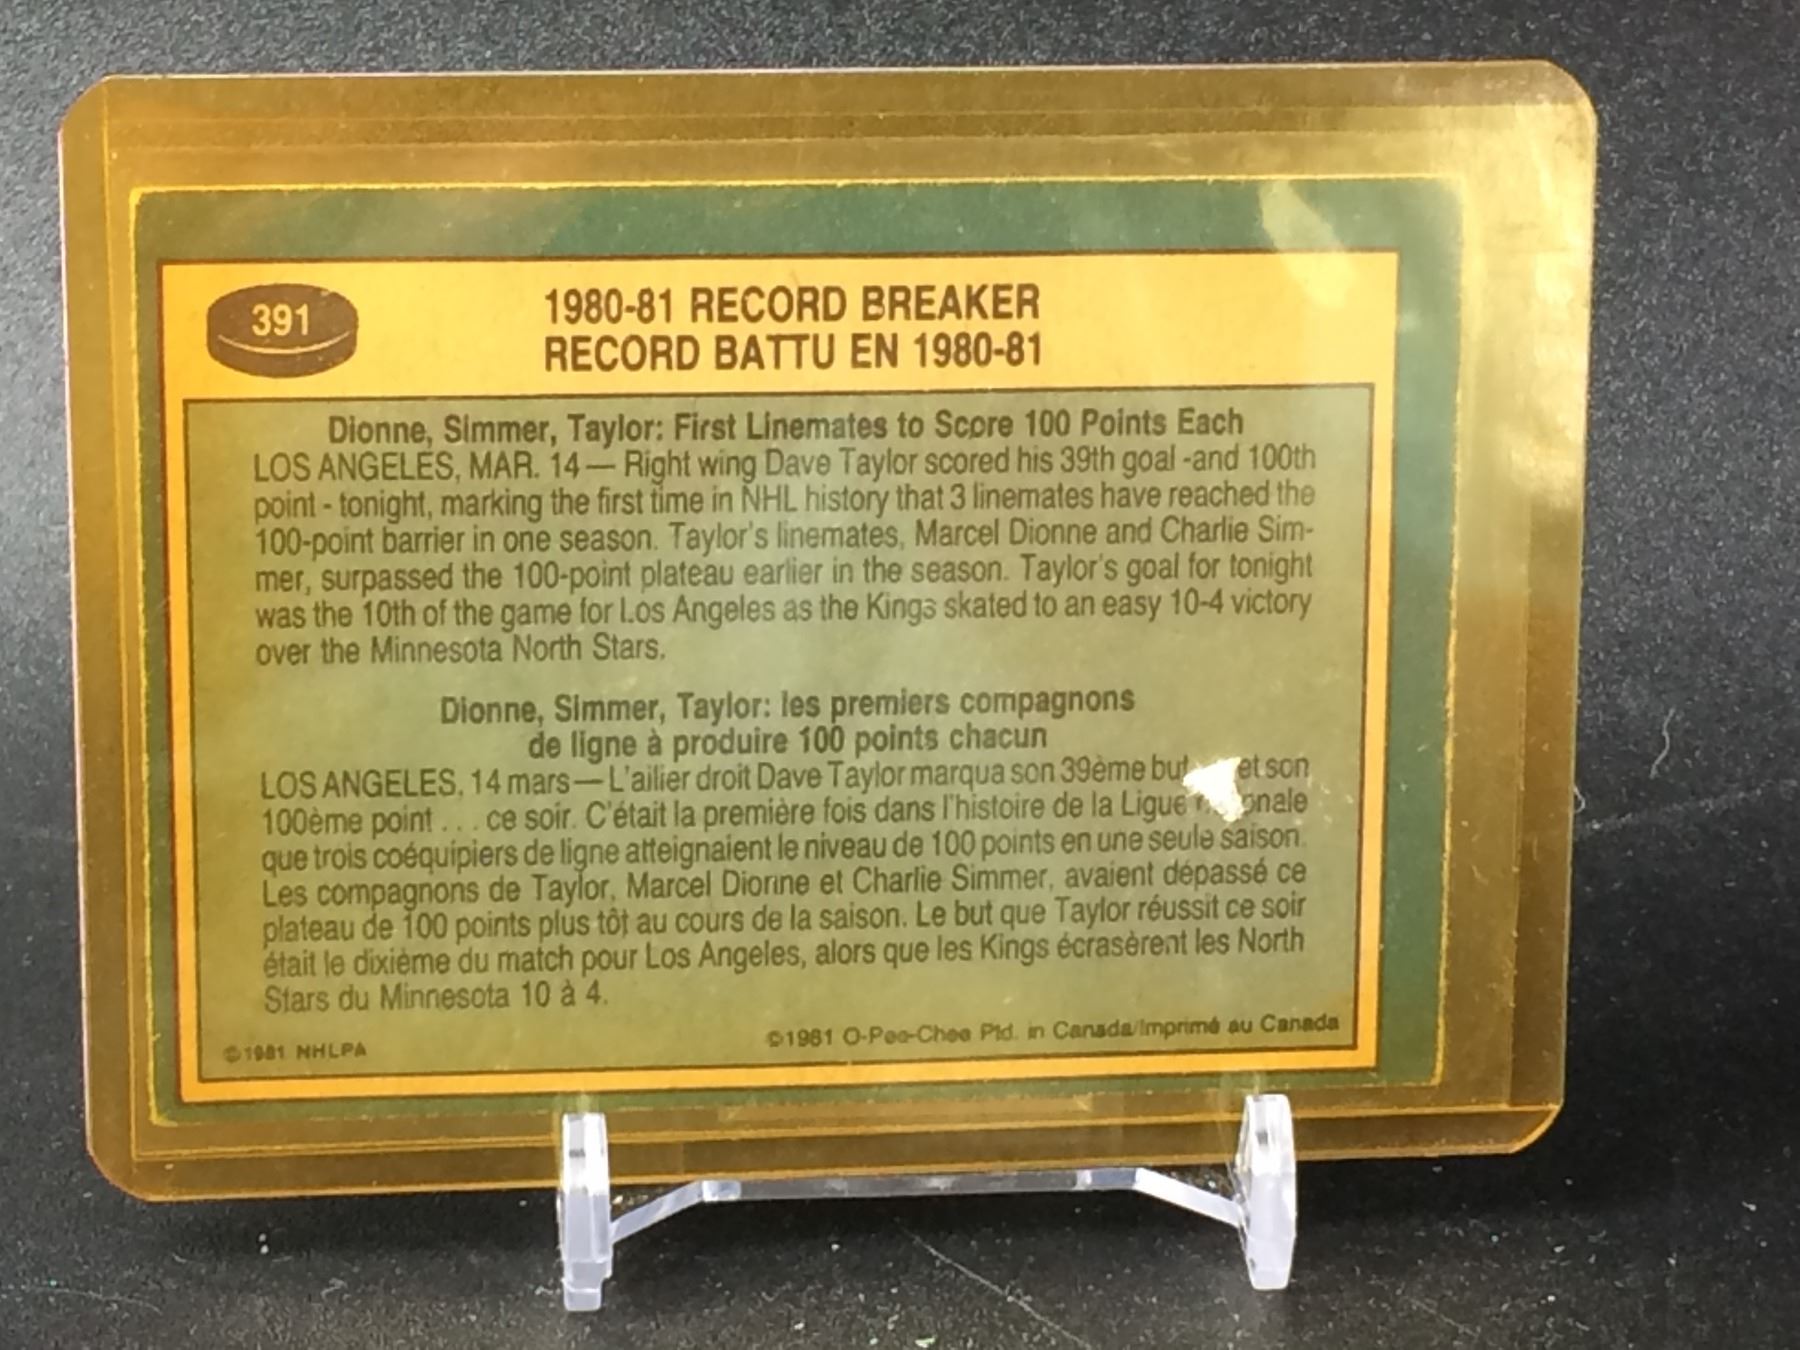 391
1980-81 RECORD BREAKER
RECORD BATTU EN 1980-81
Dionne, Simmer, Taylor: First Linemates to Score 100 Points Each
LOS ANGELES, MAR. 14 — Right wing Dave Taylor scored his 39th goal -and 100th
point - tonight, marking the first time in NHL history that 3 linemates have reached the
100-point barrier in one season. Taylor's linemates, Marcel Dionne and Charlie Sim-
mer, surpassed the 100-point plateau earlier in the season. Taylor's goal for tonight
was the 10th of the game for Los Angeles as the Kings skated to an easy 10-4 victory
over the Minnesota North Stars.
Dionne, Simmer, Taylor: les premiers compagnons
de ligne à produire 100 points chacun
LOS ANGELES, 14 mars — L'ailier droit Dave Taylor marqua son 39ème but et son
100ème point . . . ce soir. C'était la première fois dans l'histoire de la Ligue
que trois coéquipiers de ligne atteignaient le niveau de 100 points en une seule saison.
Les compagnons de Taylor, Marcel Dionne et Charlie Simmer, avaient dépassé ce
plateau de 100 points plus tôt au cours de la saison. Le but que Taylor réussit ce soir
était le dixième du match pour Los Angeles, alors que les Kings écrasèrent les North
Stars du Minnesota 10 à 4.
©1981 NHLPA
©1981 O-Pee-Chee Ptd. in Canada/Imprimé au Canada